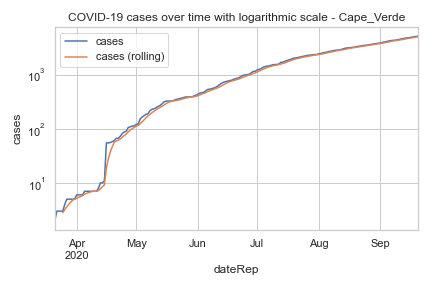 COVID-19 cases over time with logarithmic scale - Cape_Verde
cases
cases (rolling)
cases
10³
10²
10¹
Apr
2020
May
Jun
Jul
Aug
Sep
dateRep